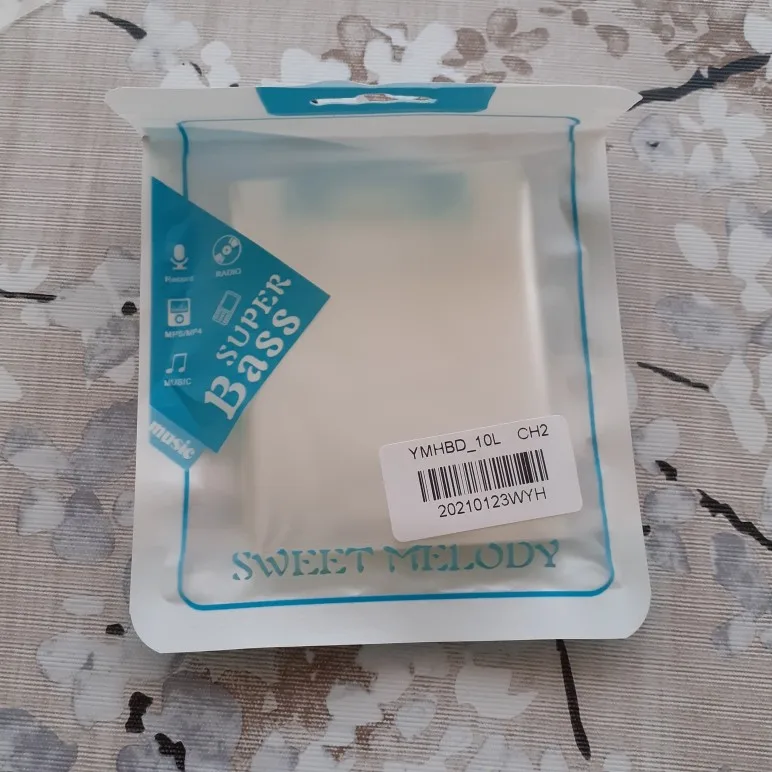 Record
RADIO
MP3/MP4
MUSIC
SUPER
Bass
music
YMHBD_10L CH2
20210123WYH
SWEET MELODY